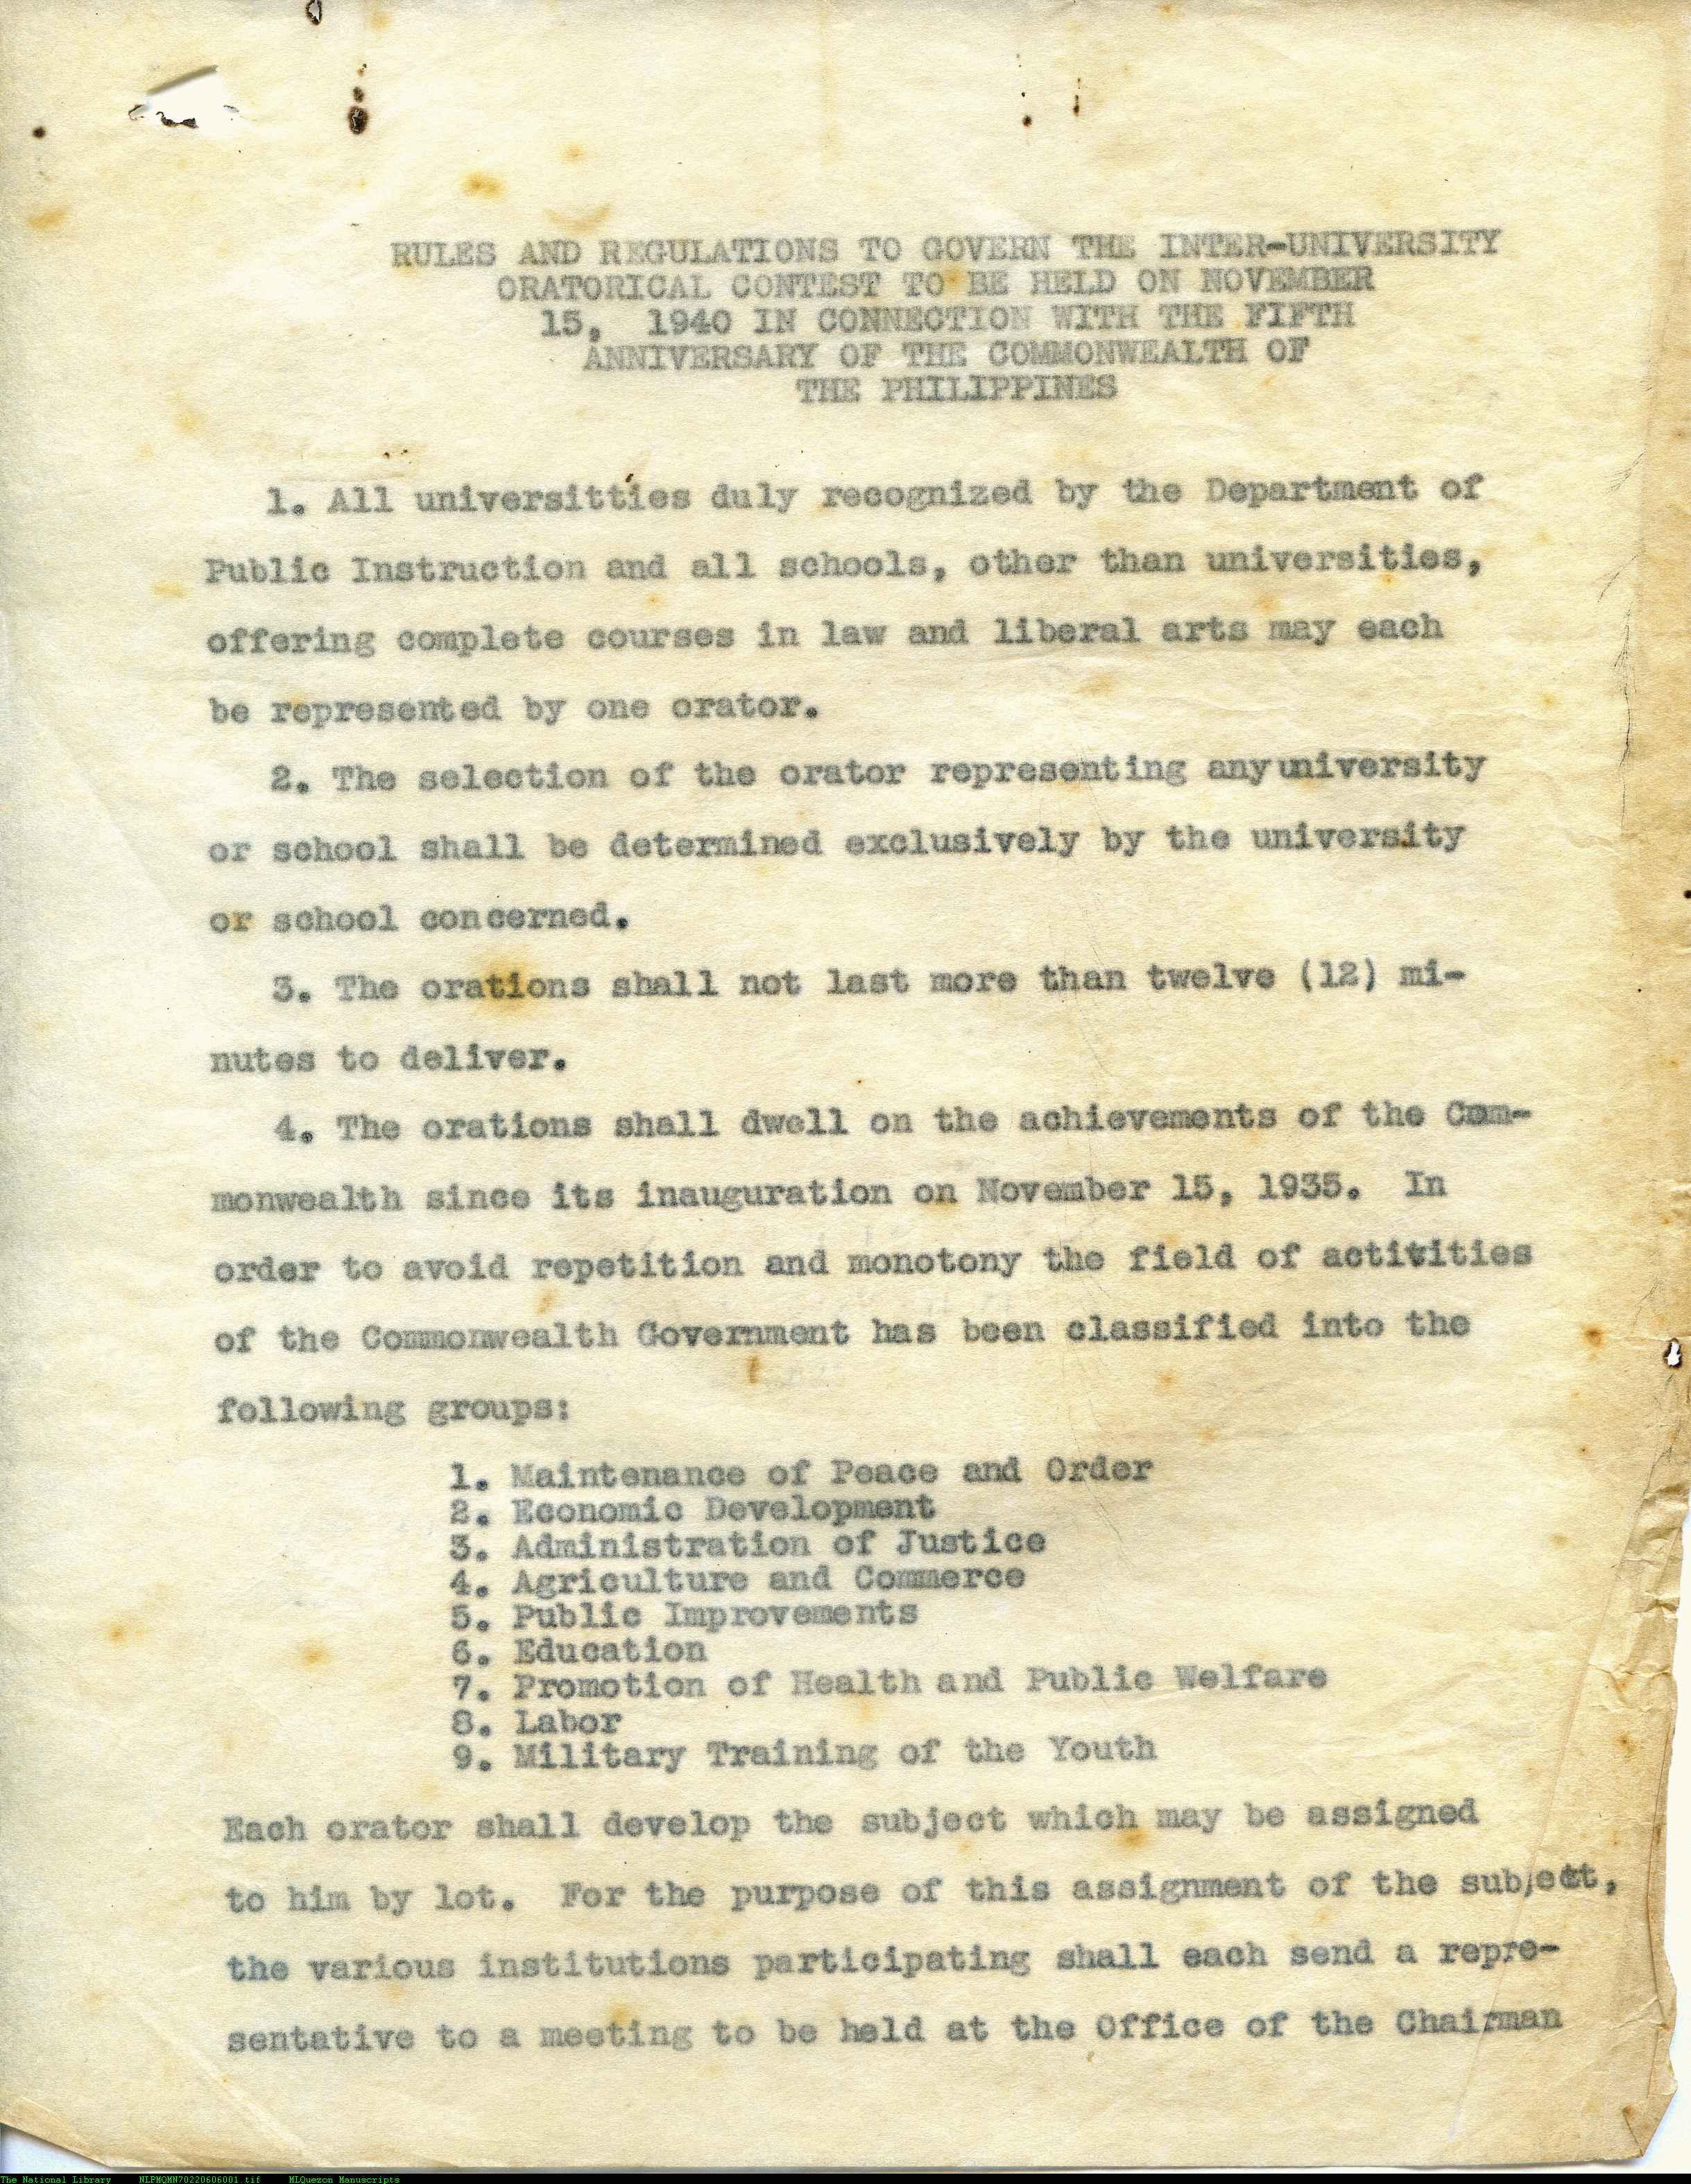 RULES AND REGULATIONS TO GOVERN THE INTER-UNIVERSITY
ORATORICAL CONTEST TO BE HELD ON NOVEMBER
15, 1940 IN CONNECTION WITH THE FIFTH
ANNIVERSARY OF THE COMMONWEALTH OF
THE PHILIPPINES
1. All universitties duly recognized by the Department of
Public Instruction and all schools, other than universities,
offering complete courses in law and liberal arts may each
be represented by one orator.
2. The selection of the orator representing any university
or school shall be determined exclusively by the university
or school concerned.
3. The orations shall not last more than twelve (12) mi-
nutes to deliver.
4. The orations shall dwell on the achievements of the Com-
monwealth since its inauguration on November 15, 1935. In
order to avoid repetition and monotony the field of activities
of the Commonwealth Government has been classified into the
following groups:
1. Maintenance of Peace and Order
2. Economic Development
3. Administration of Justice
4. Agriculture and Commerce
5. Public Improvements
6. Education
7. Promotion of Health and Public Welfare
8. Labor
9. Military Training of the Youth
Each orator shall develop the subject which may be assigned
to him by lot. For the purpose of this assignment of the subject,
the various institutions participating shall each send a repre-
sentative to a meeting to be held at the Office of the Chairman
The National Library NLPMQMN70220606001.tif MLQuezon Manuscripts